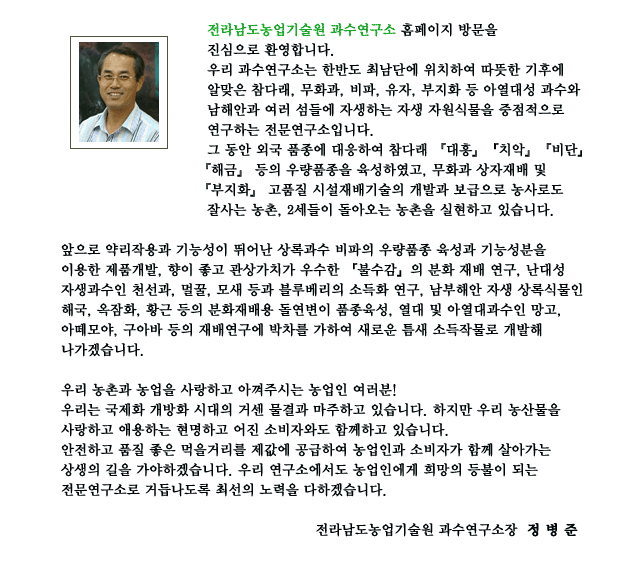 전라남도농업기술원 과수연구소 홈페이지 방문을
진심으로 환영합니다.
우리 과수연구소는 한반도 최남단에 위치하여 따뜻한 기후에
알맞은 참다래, 무화과, 비파, 유자, 부지화 등 아열대성 과수와
남해안과 여러 섬들에 자생하는 자생 자원식물을 중점적으로
연구하는 전문연구소입니다.
그 동안 외국 품종에 대응하여 참다래 『대흥』 『치악』 『비단』
『해금』 등의 우량품종을 육성하였고, 무화과 상자재배 및
『부지화』 고품질 시설재배기술의 개발과 보급으로 농사로도
잘사는 농촌, 2세들이 돌아오는 농촌을 실현하고 있습니다.
앞으로 약리작용과 기능성이 뛰어난 상록과수 비파의 우량품종 육성과 기능성분을
이용한 제품개발, 향이 좋고 관상가치가 우수한 『불수감』의 분화 재배 연구, 난대성
자생과수인 천선과, 멀꿀, 모새 등과 블루베리의 소득화 연구, 남부해안 자생 상록식물인
해국, 옥잠화, 황근 등의 분화재배용 돌연변이 품종육성, 열대 및 아열대과수인 망고,
아떼모야, 구아바 등의 재배연구에 박차를 가하여 새로운 틈새 소득작물로 개발해
나가겠습니다.
우리 농촌과 농업을 사랑하고 아껴주시는 농업인 여러분!
우리는 국제화 개방화 시대의 거센 물결과 마주하고 있습니다. 하지만 우리 농산물을
사랑하고 애용하는 현명하고 어진 소비자와도 함께하고 있습니다.
안전하고 품질 좋은 먹을거리를 제값에 공급하여 농업인과 소비자가 함께 살아가는
상생의 길을 가야하겠습니다. 우리 연구소에서도 농업인에게 희망의 등불이 되는
전문연구소로 거듭나도록 최선의 노력을 다하겠습니다.
전라남도농업기술원 과수연구소장 정 병 준